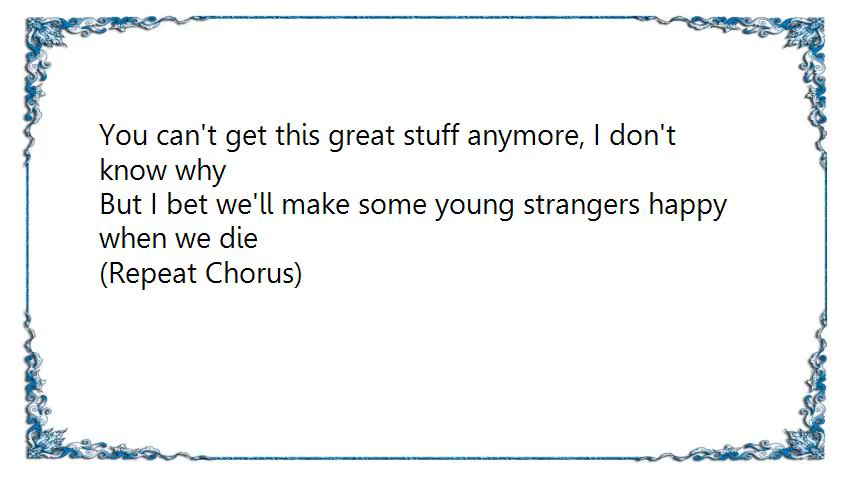 You can't get this great stuff anymore, I don't
know why
But I bet we'll make some young strangers happy
when we die
(Repeat Chorus)